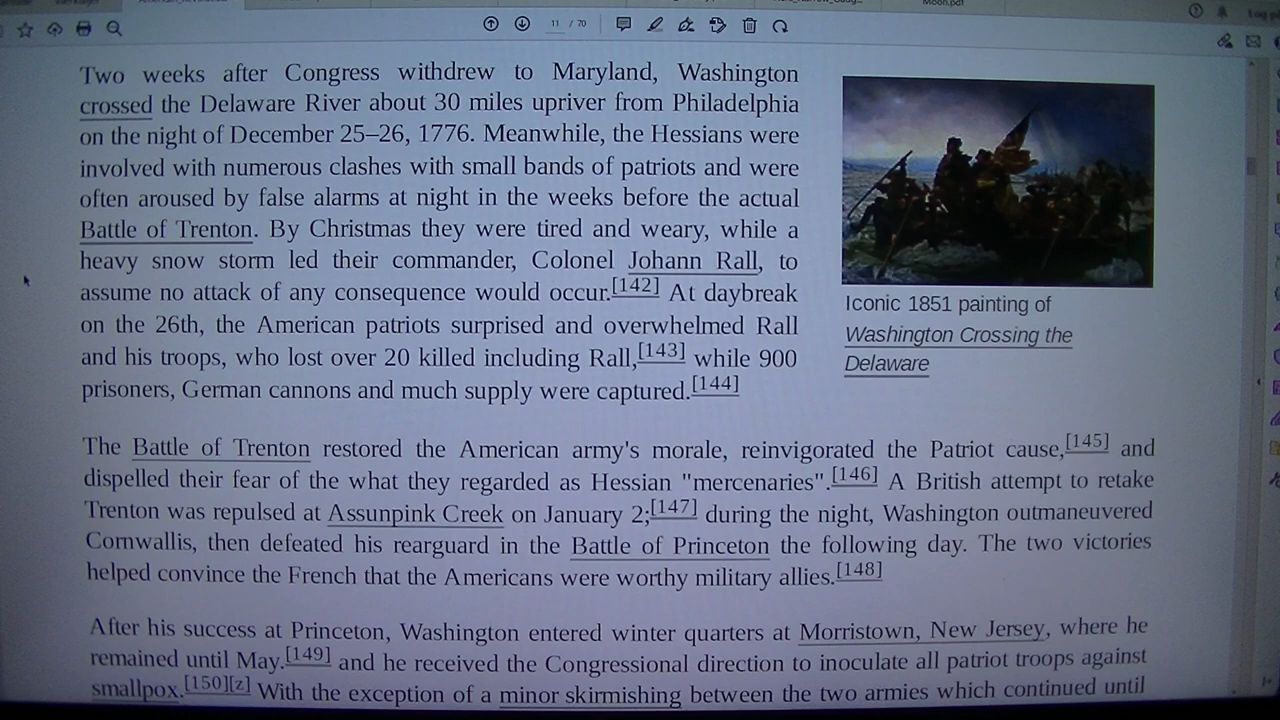 Moon.pdf
11 / 70
Two weeks after Congress withdrew to Maryland, Washington
crossed the Delaware River about 30 miles upriver from Philadelphia
on the night of December 25–26, 1776. Meanwhile, the Hessians were
involved with numerous clashes with small bands of patriots and were
often aroused by false alarms at night in the weeks before the actual
Battle of Trenton. By Christmas they were tired and weary, while a
heavy snow storm led their commander, Colonel Johann Rall, to
assume no attack of any consequence would occur.[142] At daybreak
on the 26th, the American patriots surprised and overwhelmed Rall
and his troops, who lost over 20 killed including Rall,[143] while 900
prisoners, German cannons and much supply were captured.[144]
Iconic 1851 painting of
Washington Crossing the
Delaware
The Battle of Trenton restored the American army's morale, reinvigorated the Patriot cause,[145] and
dispelled their fear of the what they regarded as Hessian "mercenaries".[146] A British attempt to retake
Trenton was repulsed at Assunpink Creek on January 2;[147] during the night, Washington outmaneuvered
Cornwallis, then defeated his rearguard in the Battle of Princeton the following day. The two victories
helped convince the French that the Americans were worthy military allies.[148]
After his success at Princeton, Washington entered winter quarters at Morristown, New Jersey, where he
remained until May.[149] and he received the Congressional direction to inoculate all patriot troops against
smallpox.[150][z] With the exception of a minor skirmishing between the two armies which continued until